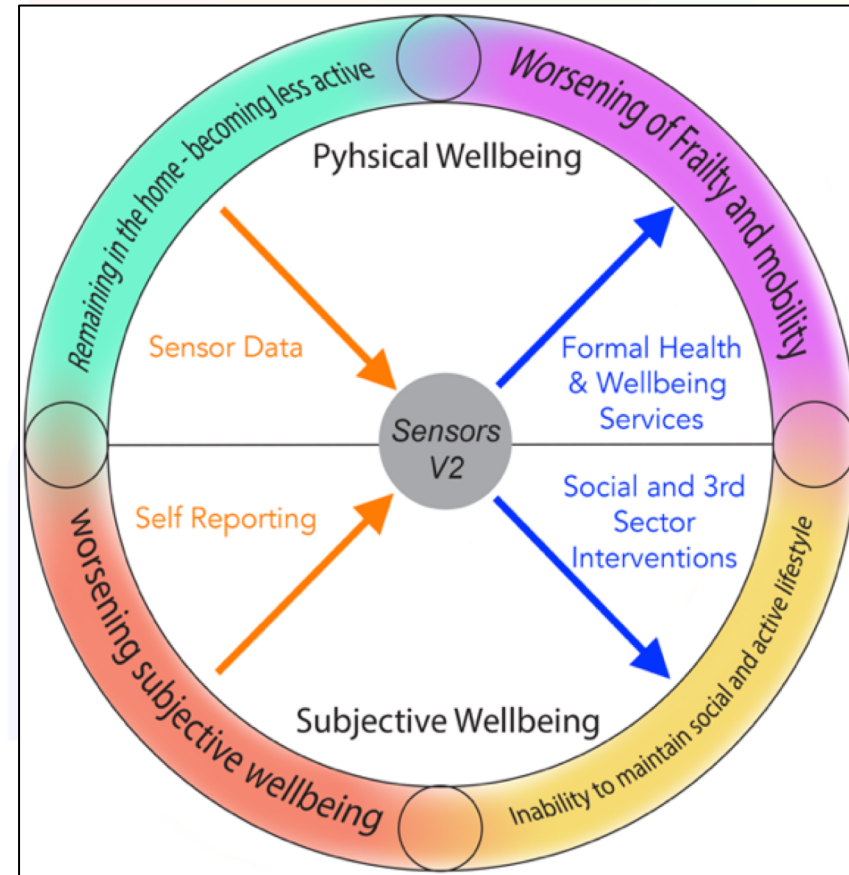 Remaining in the home - becoming less active
Worsening of Frailty and mobility
Pyhsical Wellbeing
Sensor Data
Formal Health
& Wellbeing
Services
Sensors
V2
Self Reporting
Social and 3rd
Sector
Interventions
Subjective Wellbeing
worsening subjective wellbeing
Inability to maintain social and active lifestyle